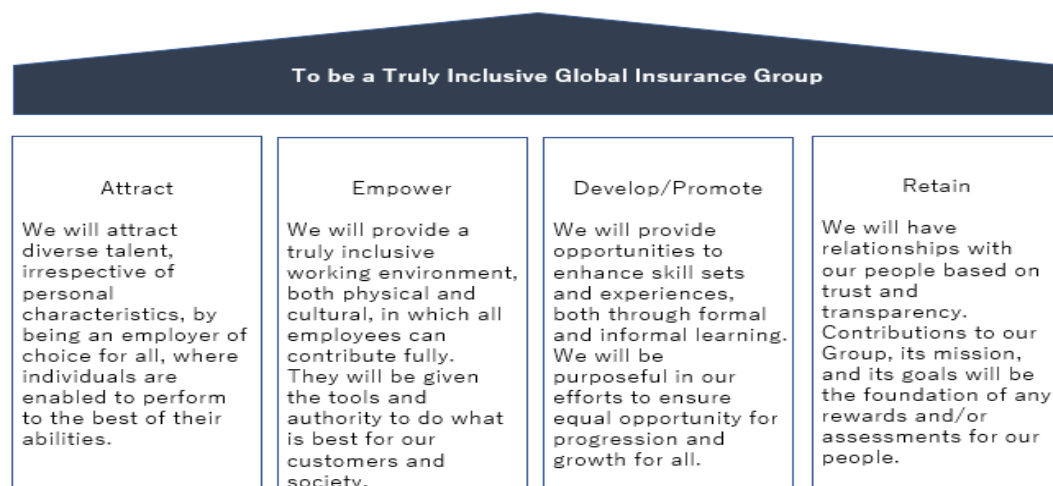 To be a Truly Inclusive Global Insurance Group
Attract
We will attract
diverse talent,
irrespective of
personal
characteristics, by
being an employer of
choice for all, where
individuals are
enabled to perform
to the best of their
abilities.
Empower
We will provide a
truly inclusive
working environment,
both physical and
cultural, in which all
employees can
contribute fully.
They will be given
the tools and
authority to do what
is best for our
customers and
society.
Develop/Promote
We will provide
opportunities to
enhance skill sets
and experiences,
both through formal
and informal learning.
We will be
purposeful in our
efforts to ensure
equal opportunity for
progression and
growth for all.
Retain
We will have
relationships with
our people based on
trust and
transparency.
Contributions to our
Group, its mission,
and its goals will be
the foundation of any
rewards and/or
assessments for our
people.